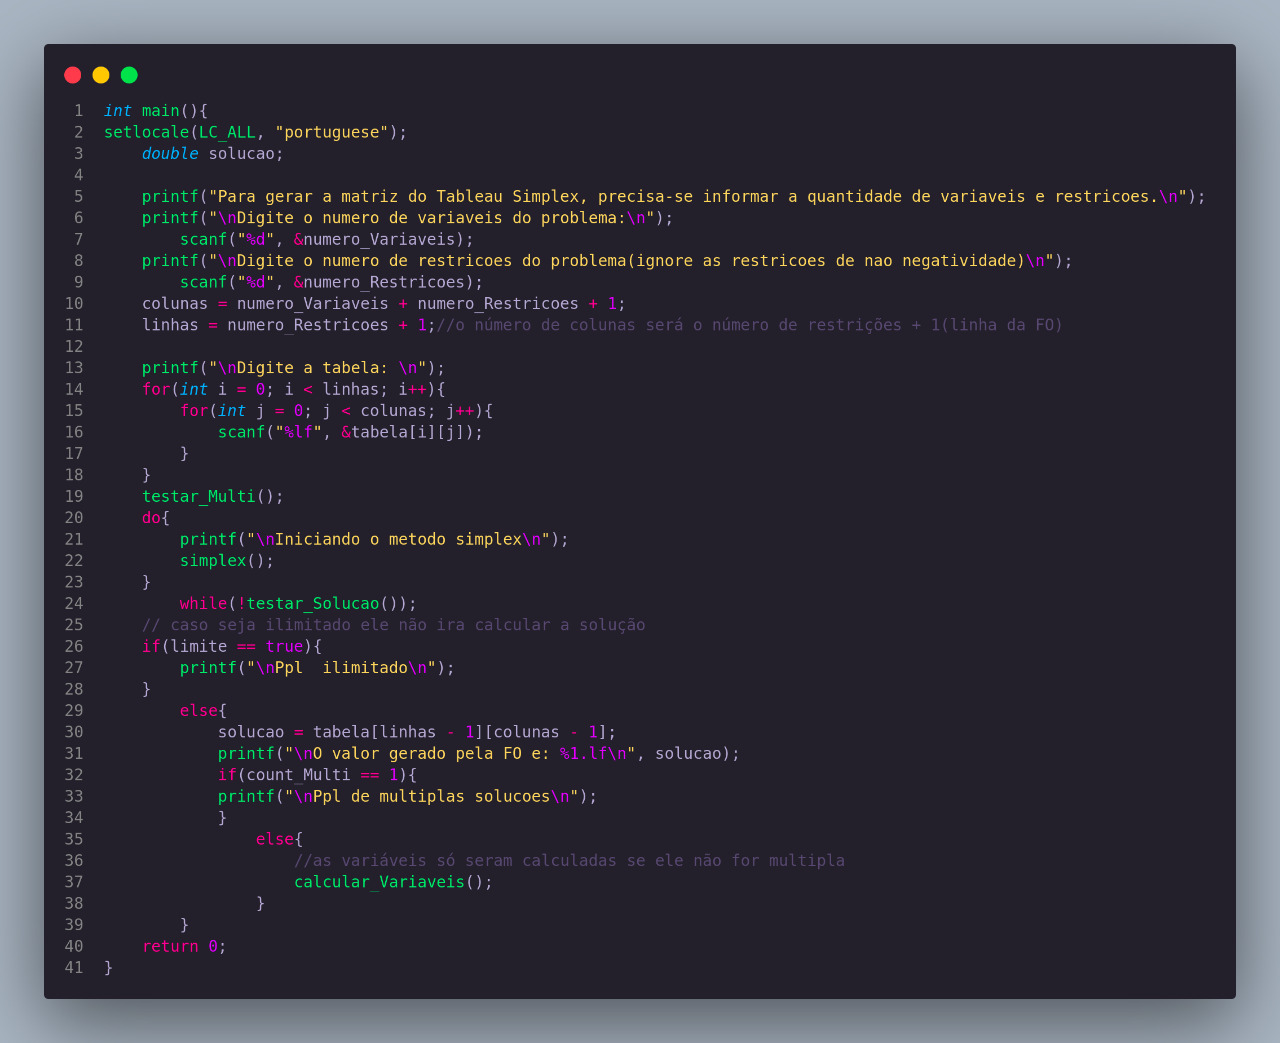 1 int main(){
2 setlocale(LC_ALL, "portuguese");
3     double solucao;
4
5     printf("Para gerar a matriz do Tableau Simplex, precisa-se informar a quantidade de variaveis e restricoes.\n");
6     printf("\nDigite o numero de variaveis do problema:\n");
7         scanf("%d", &numero_Variaveis);
8     printf("\nDigite o numero de restricoes do problema(ignore as restricoes de nao negatividade)\n");
9         scanf("%d", &numero_Restricoes);
10     colunas = numero_Variaveis + numero_Restricoes + 1;
11     linhas = numero_Restricoes + 1;//o número de colunas será o número de restrições + 1(linha da FO)
12
13     printf("\nDigite a tabela: \n");
14     for(int i = 0; i < linhas; i++){
15         for(int j = 0; j < colunas; j++){
16             scanf("%lf", &tabela[i][j]);
17         }
18     }
19     testar_Multi();
20     do{
21         printf("\nIniciando o metodo simplex\n");
22         simplex();
23     }
24         while(!testar_Solucao());
25     // caso seja ilimitado ele não ira calcular a solução
26     if(limite == true){
27         printf("\nPpl  ilimitado\n");
28     }
29         else{
30             solucao = tabela[linhas - 1][colunas - 1];
31             printf("\nO valor gerado pela FO e: %1.lf\n", solucao);
32             if(count_Multi == 1){
33             printf("\nPpl de multiplas solucoes\n");
34             }
35                 else{
36                     //as variáveis só seram calculadas se ele não for multipla
37                     calcular_Variaveis();
38                 }
39         }
40     return 0;
41 }